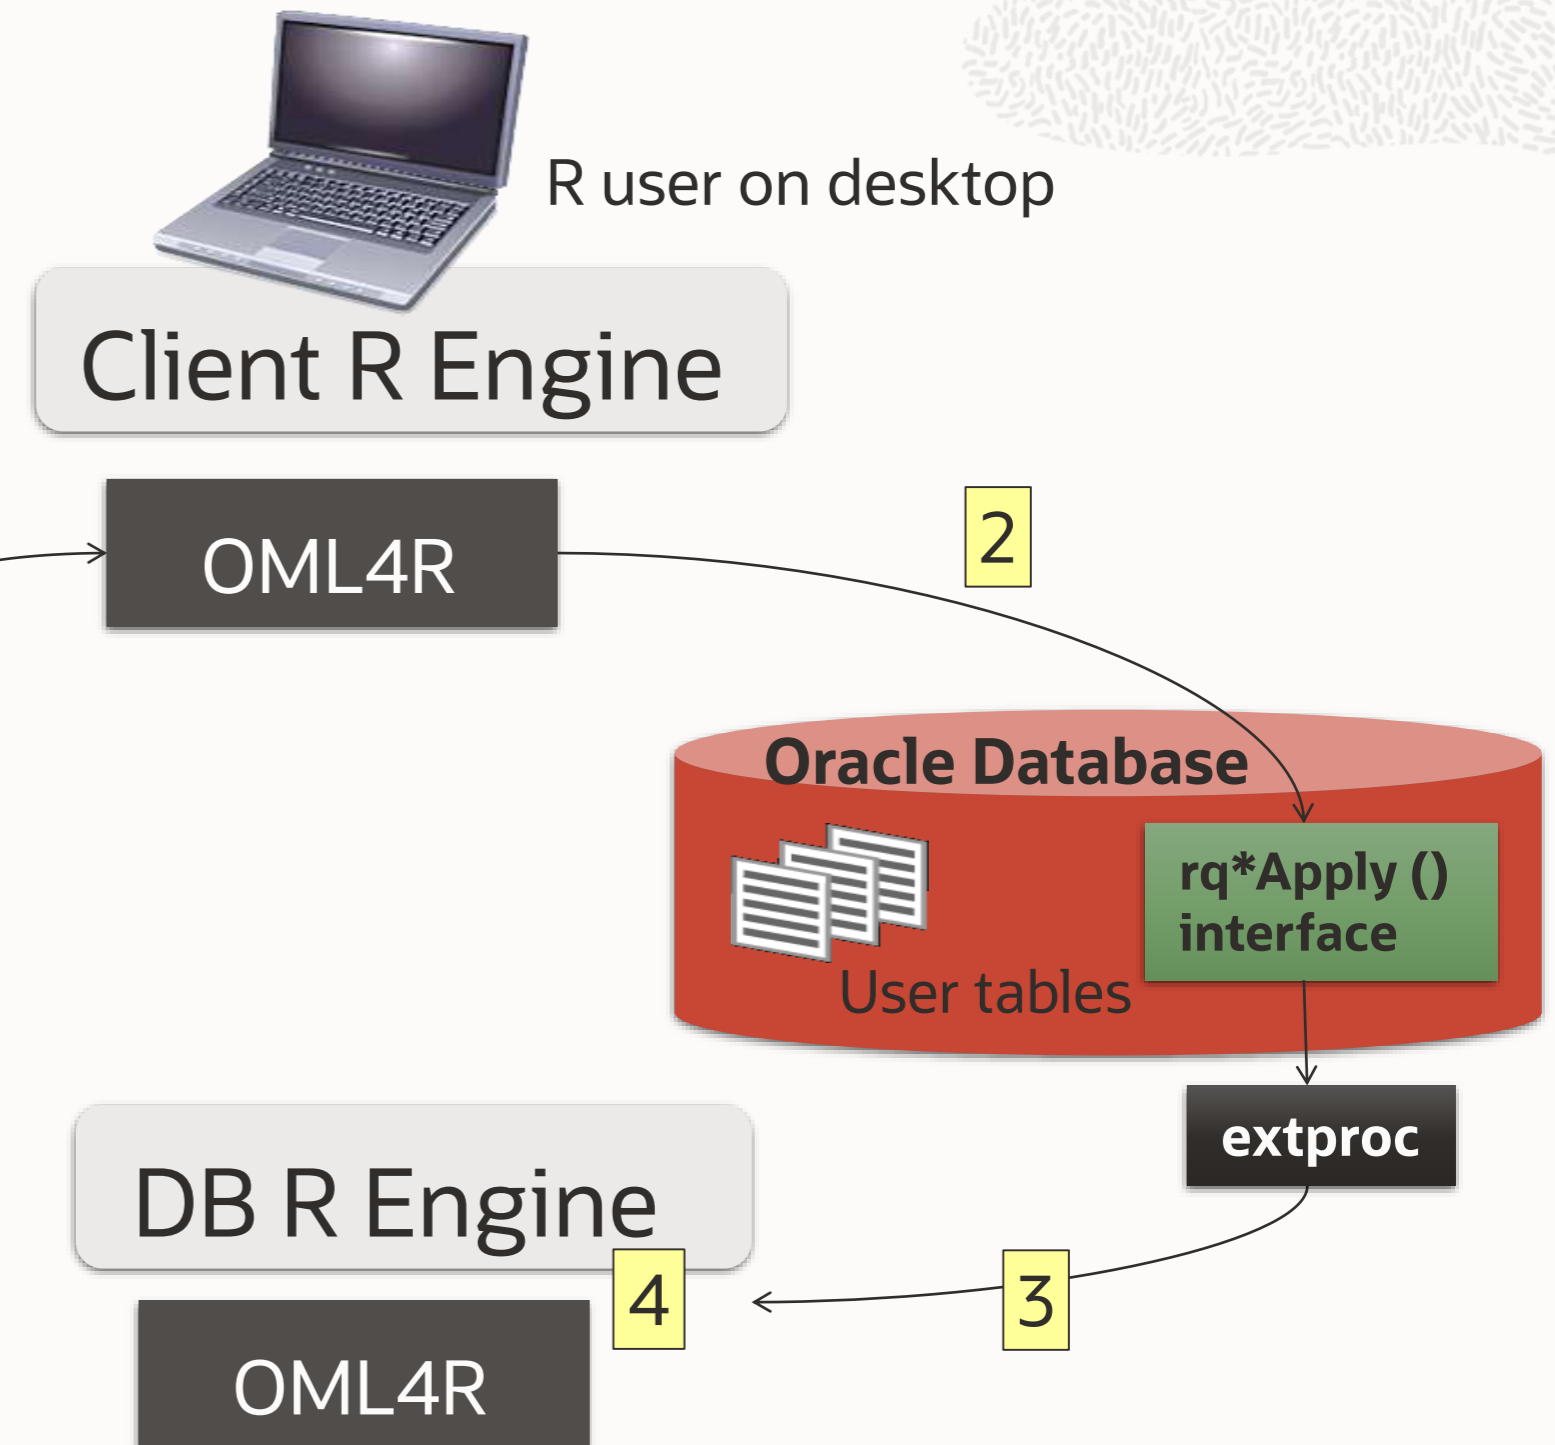 R user on desktop
Client R Engine
OML4R
2
Oracle Database
rq*Apply ()
interface
User tables
extproc
DB R Engine
4
3
OML4R